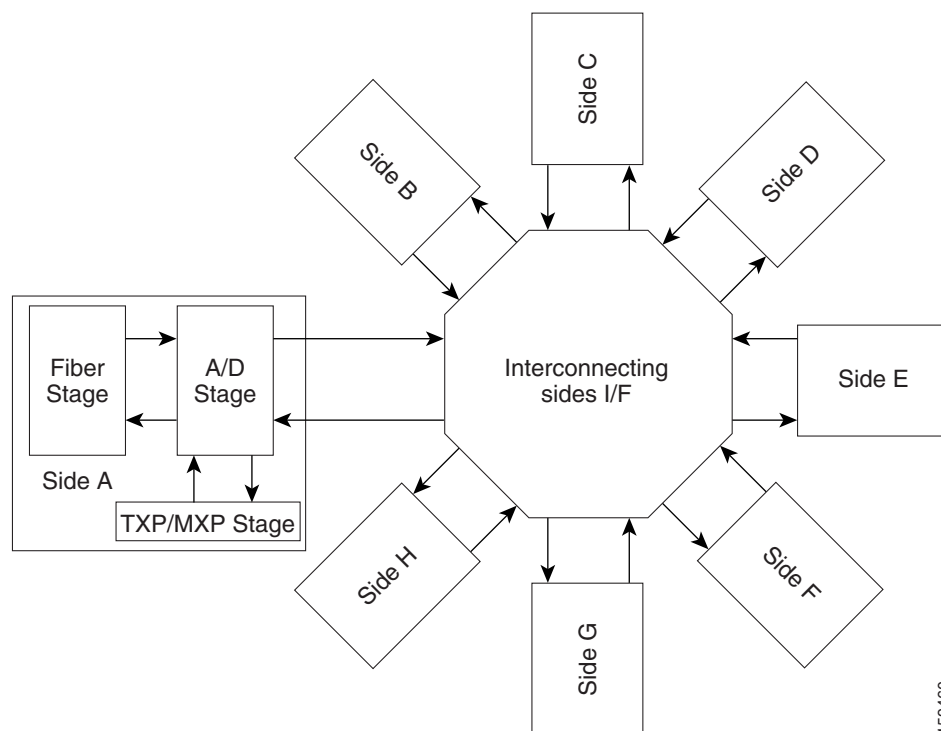 Side C
Side B
Side D
Fiber
Stage
A/D
Stage
Interconnecting
sides I/F
Side E
Side A
TXP/MXP Stage
Side H
Side F
Side G